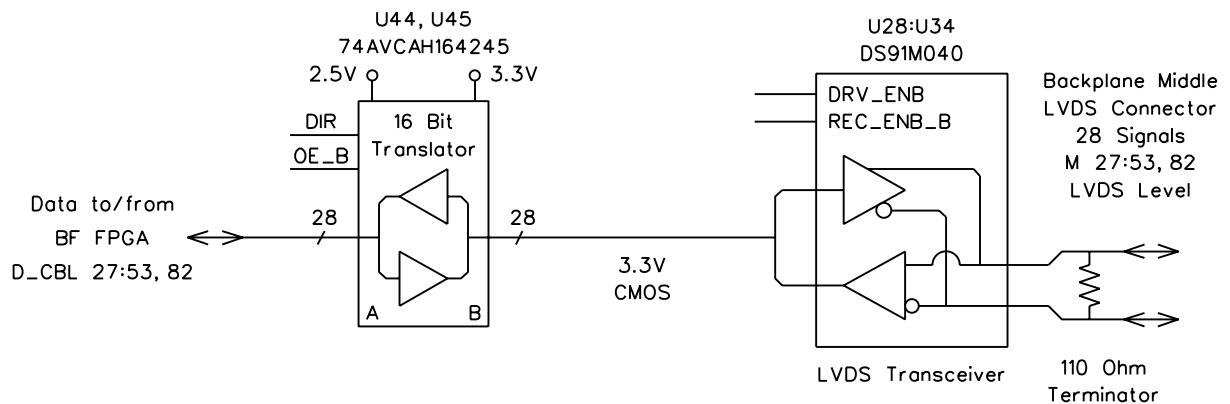 U44, U45
74AVCAH164245
2.5V
3.3V
DIR
OE_B
16 Bit
Translator
A
B
Data to/from
BF FPGA
D_CBL 27:53, 82
28
28
3.3V
CMOS
U28:U34
DS91M040
DRV_ENB
REC_ENB_B
LVDS Transceiver
Backplane Middle
LVDS Connector
28 Signals
M 27:53, 82
LVDS Level
110 Ohm
Terminator